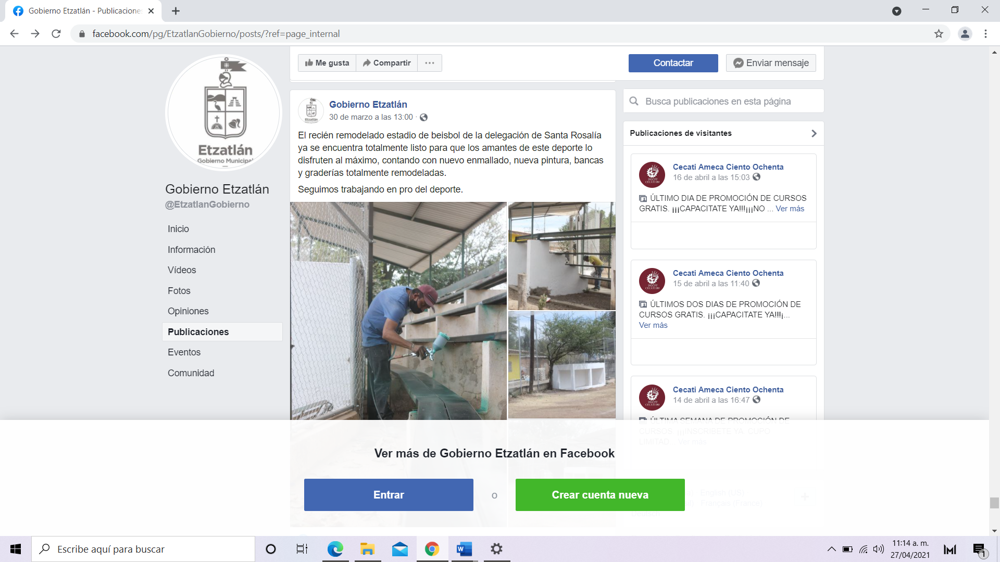 Gobierno Etzatlán - Publicacione
facebook.com/pg/EtzatlanGobierno/posts/?ref=page_internal
Etzatlán
Gobierno Municipal
Gobierno Etzatlán
@EtzatlanGobierno
Inicio
Información
Vídeos
Fotos
Opiniones
Publicaciones
Eventos
Comunidad
Me gusta
Compartir
Contactar
Enviar mensaje
Etzatlán
Gobierno Etzatlán
30 de marzo a las 13:00 ·
El recién remodelado estadio de beisbol de la delegación de Santa Rosalía
ya se encuentra totalmente listo para que los amantes de este deporte lo
disfruten al máximo, contando con nuevo enmallado, nueva pintura, bancas
y graderías totalmente remodeladas.
Seguimos trabajando en pro del deporte.
Busca publicaciones en esta página
Publicaciones de visitantes
Cecati Ameca Ciento Ochenta
16 de abril a las 15:03
ÚLTIMO DIA DE PROMOCIÓN DE CURSOS
GRATIS. ¡¡¡CAPACITATE YA!!!¡¡¡NO ... Ver más
Cecati Ameca Ciento Ochenta
15 de abril a las 11:40
ÚLTIMOS DOS DIAS DE PROMOCIÓN DE
CURSOS GRATIS. ¡¡¡CAPACITATE YA!!!¡...
Ver más
Cecati Ameca Ciento Ochenta
14 de abril a las 16:47
ÚLTIMA SEMANA DE PROMOCIÓN DE
CURSOS. ¡¡¡INSCRIBETE YA. CUPO
LIMITAD... Ver más
Ver más de Gobierno Etzatlán en Facebook
Entrar
o
Crear cuenta nueva
English (US)
Français (France)
Deutsch
Escribe aquí para buscar
11:14 a. m.
27/04/2021
1